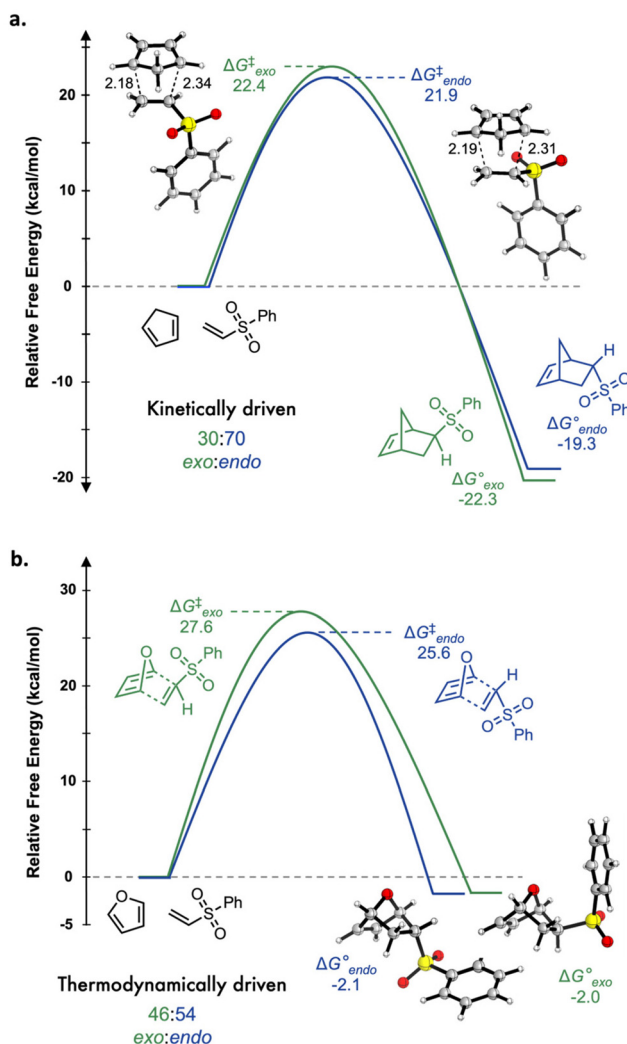 a.
2.18
2.34
ΔG‡exo
22.4
ΔG‡endo
21.9
2.19
2.31
Relative Free Energy (kcal/mol)
20
10
0
-10
-20
Ph
S
O
O
Kinetically driven
30:70
exo:endo
Ph
S
O
O
H
ΔG°exo
-22.3
H
O
S
O
Ph
ΔG°endo
-19.3
b.
Relative Free Energy (kcal/mol)
30
20
10
0
-5
ΔG‡exo
27.6
O
Ph
S
O
O
H
ΔG‡endo
25.6
O
H
O
S
O
Ph
O
O
S
Ph
O
Thermodynamically driven
46:54
exo:endo
ΔG°endo
-2.1
ΔG°exo
-2.0